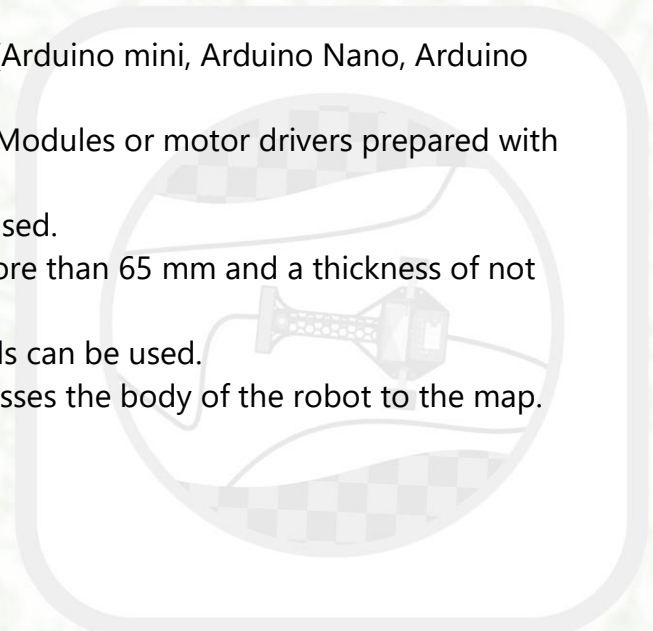 Arduino mini, Arduino Nano, Arduino
Modules or motor drivers prepared with
sed.
ore than 65 mm and a thickness of not
ls can be used.
sses the body of the robot to the map.